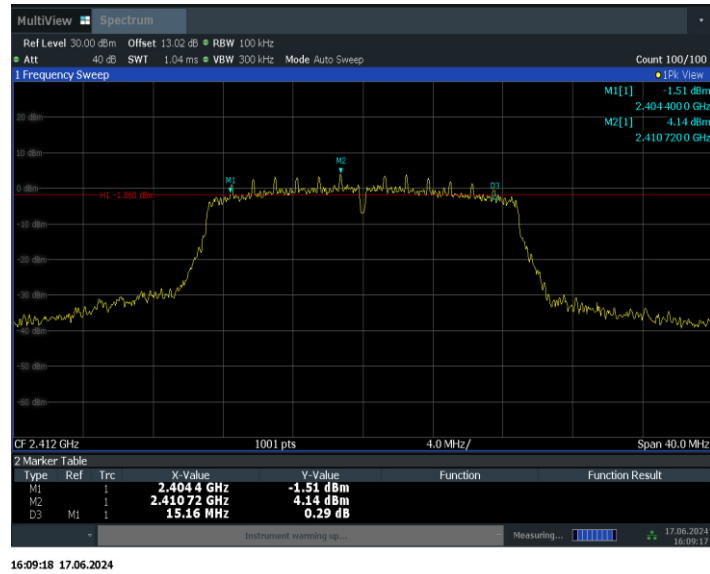 MultiView Spectrum
Ref Level 30.00 dBm Offset 13.02 dB RBW 100 kHz
Att 40 dB SWT 1.04 ms VBW 300 kHz Mode Auto Sweep Count 100/100
1 Frequency Sweep 1Pk View
M1[1] -1.51 dBm
2.404 400 0 GHz
20 dBm
M2[1] 4.14 dBm
2.410 720 0 GHz
10 dBm
M2
M1
D3
0 dBm
H1 -1.860 dBm
-10 dBm
-20 dBm
-30 dBm
-40 dBm
-50 dBm
-60 dBm
CF 2.412 GHz 1001 pts 4.0 MHz/ Span 40.0 MHz
2 Marker Table
Type Ref Trc X-Value Y-Value Function Function Result
M1 1 2.404 4 GHz -1.51 dBm
M2 1 2.410 72 GHz 4.14 dBm
D3 M1 1 15.16 MHz 0.29 dB
Instrument warming up... Measuring... 17.06.2024
16:09:17
16:09:18 17.06.2024